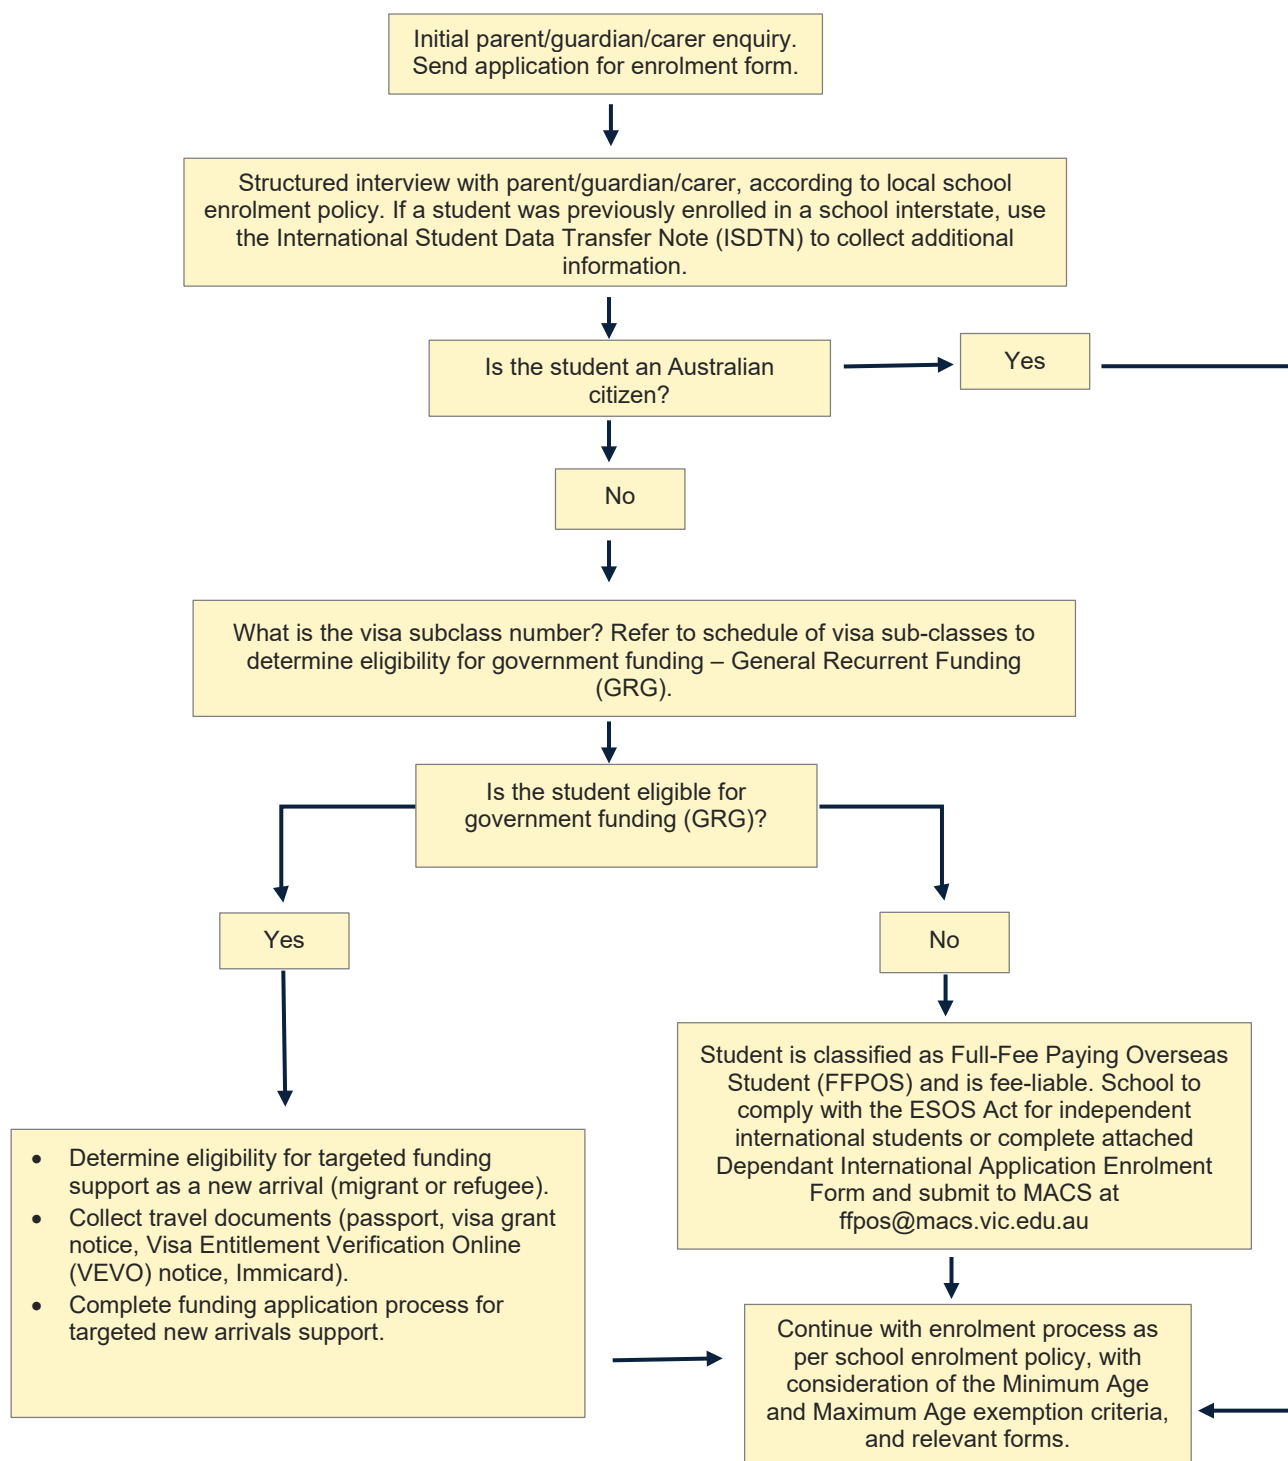 Initial parent/guardian/carer enquiry.
Send application for enrolment form.
Structured interview with parent/guardian/carer, according to local school
enrolment policy. If a student was previously enrolled in a school interstate, use
the International Student Data Transfer Note (ISDTN) to collect additional
information.
Is the student an Australian
citizen?
Yes
No
What is the visa subclass number? Refer to schedule of visa sub-classes to
determine eligibility for government funding – General Recurrent Funding
(GRG).
Is the student eligible for
government funding (GRG)?
Yes
No
• Determine eligibility for targeted funding
support as a new arrival (migrant or refugee).
• Collect travel documents (passport, visa grant
notice, Visa Entitlement Verification Online
(VEVO) notice, Immicard).
• Complete funding application process for
targeted new arrivals support.
Student is classified as Full-Fee Paying Overseas
Student (FFPOS) and is fee-liable. School to
comply with the ESOS Act for independent
international students or complete attached
Dependant International Application Enrolment
Form and submit to MACS at
ffpos@macs.vic.edu.au
Continue with enrolment process as
per school enrolment policy, with
consideration of the Minimum Age
and Maximum Age exemption criteria,
and relevant forms.